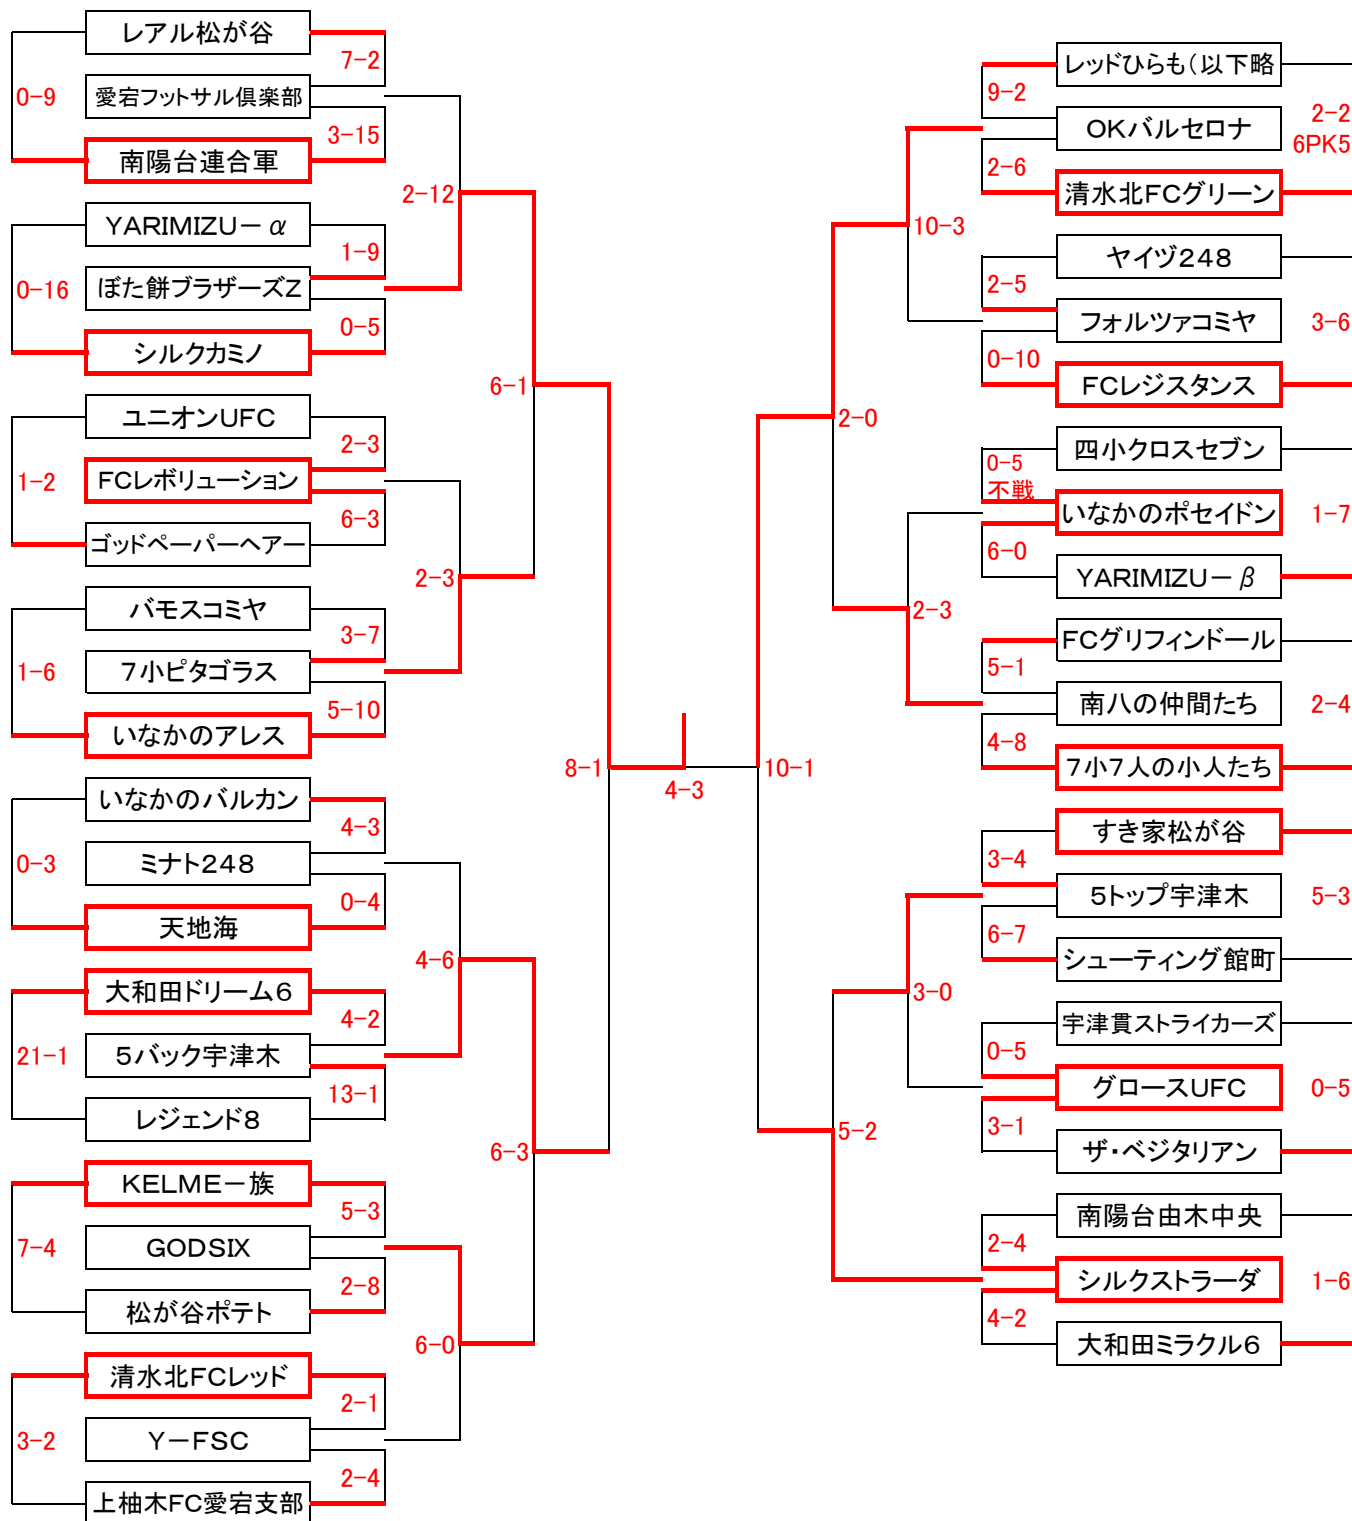 レアル松が谷
7-2
0-9
愛宕フットサル倶楽部
3-15
南陽台連合軍
2-12
YARIMIZU－α
1-9
0-16
ぼた餅ブラザーズZ
0-5
シルクカミノ
6-1
ユニオンUFC
2-3
1-2
FCレボリューション
6-3
ゴッドペーパーヘアー
2-3
バモスコミヤ
3-7
1-6
7小ピタゴラス
5-10
いなかのアレス
8-1
いなかのバルカン
4-3
0-3
ミナト248
0-4
天地海
4-6
大和田ドリーム6
4-2
21-1
5バック宇津木
13-1
レジェンド8
6-3
KELME－族
5-3
7-4
GODSIX
2-8
松が谷ポテト
6-0
清水北FCレッド
2-1
3-2
Y－FSC
2-4
上柚木FC愛宕支部
4-3
レッドひらも（以下略
9-2
2-2
6PK5
OKバルセロナ
2-6
清水北FCグリーン
10-3
ヤイヅ248
2-5
フォルツァコミヤ
3-6
0-10
FCレジスタンス
2-0
四小クロスセブン
0-5
不戦
いなかのポセイドン
1-7
6-0
YARIMIZU－β
2-3
FCグリフィンドール
5-1
南八の仲間たち
2-4
4-8
7小7人の小人たち
10-1
すき家松が谷
3-4
5トップ宇津木
5-3
6-7
シューティング館町
3-0
宇津貫ストライカーズ
0-5
グロースUFC
0-5
3-1
ザ・ベジタリアン
5-2
南陽台由木中央
2-4
シルクストラーダ
1-6
4-2
大和田ミラクル6